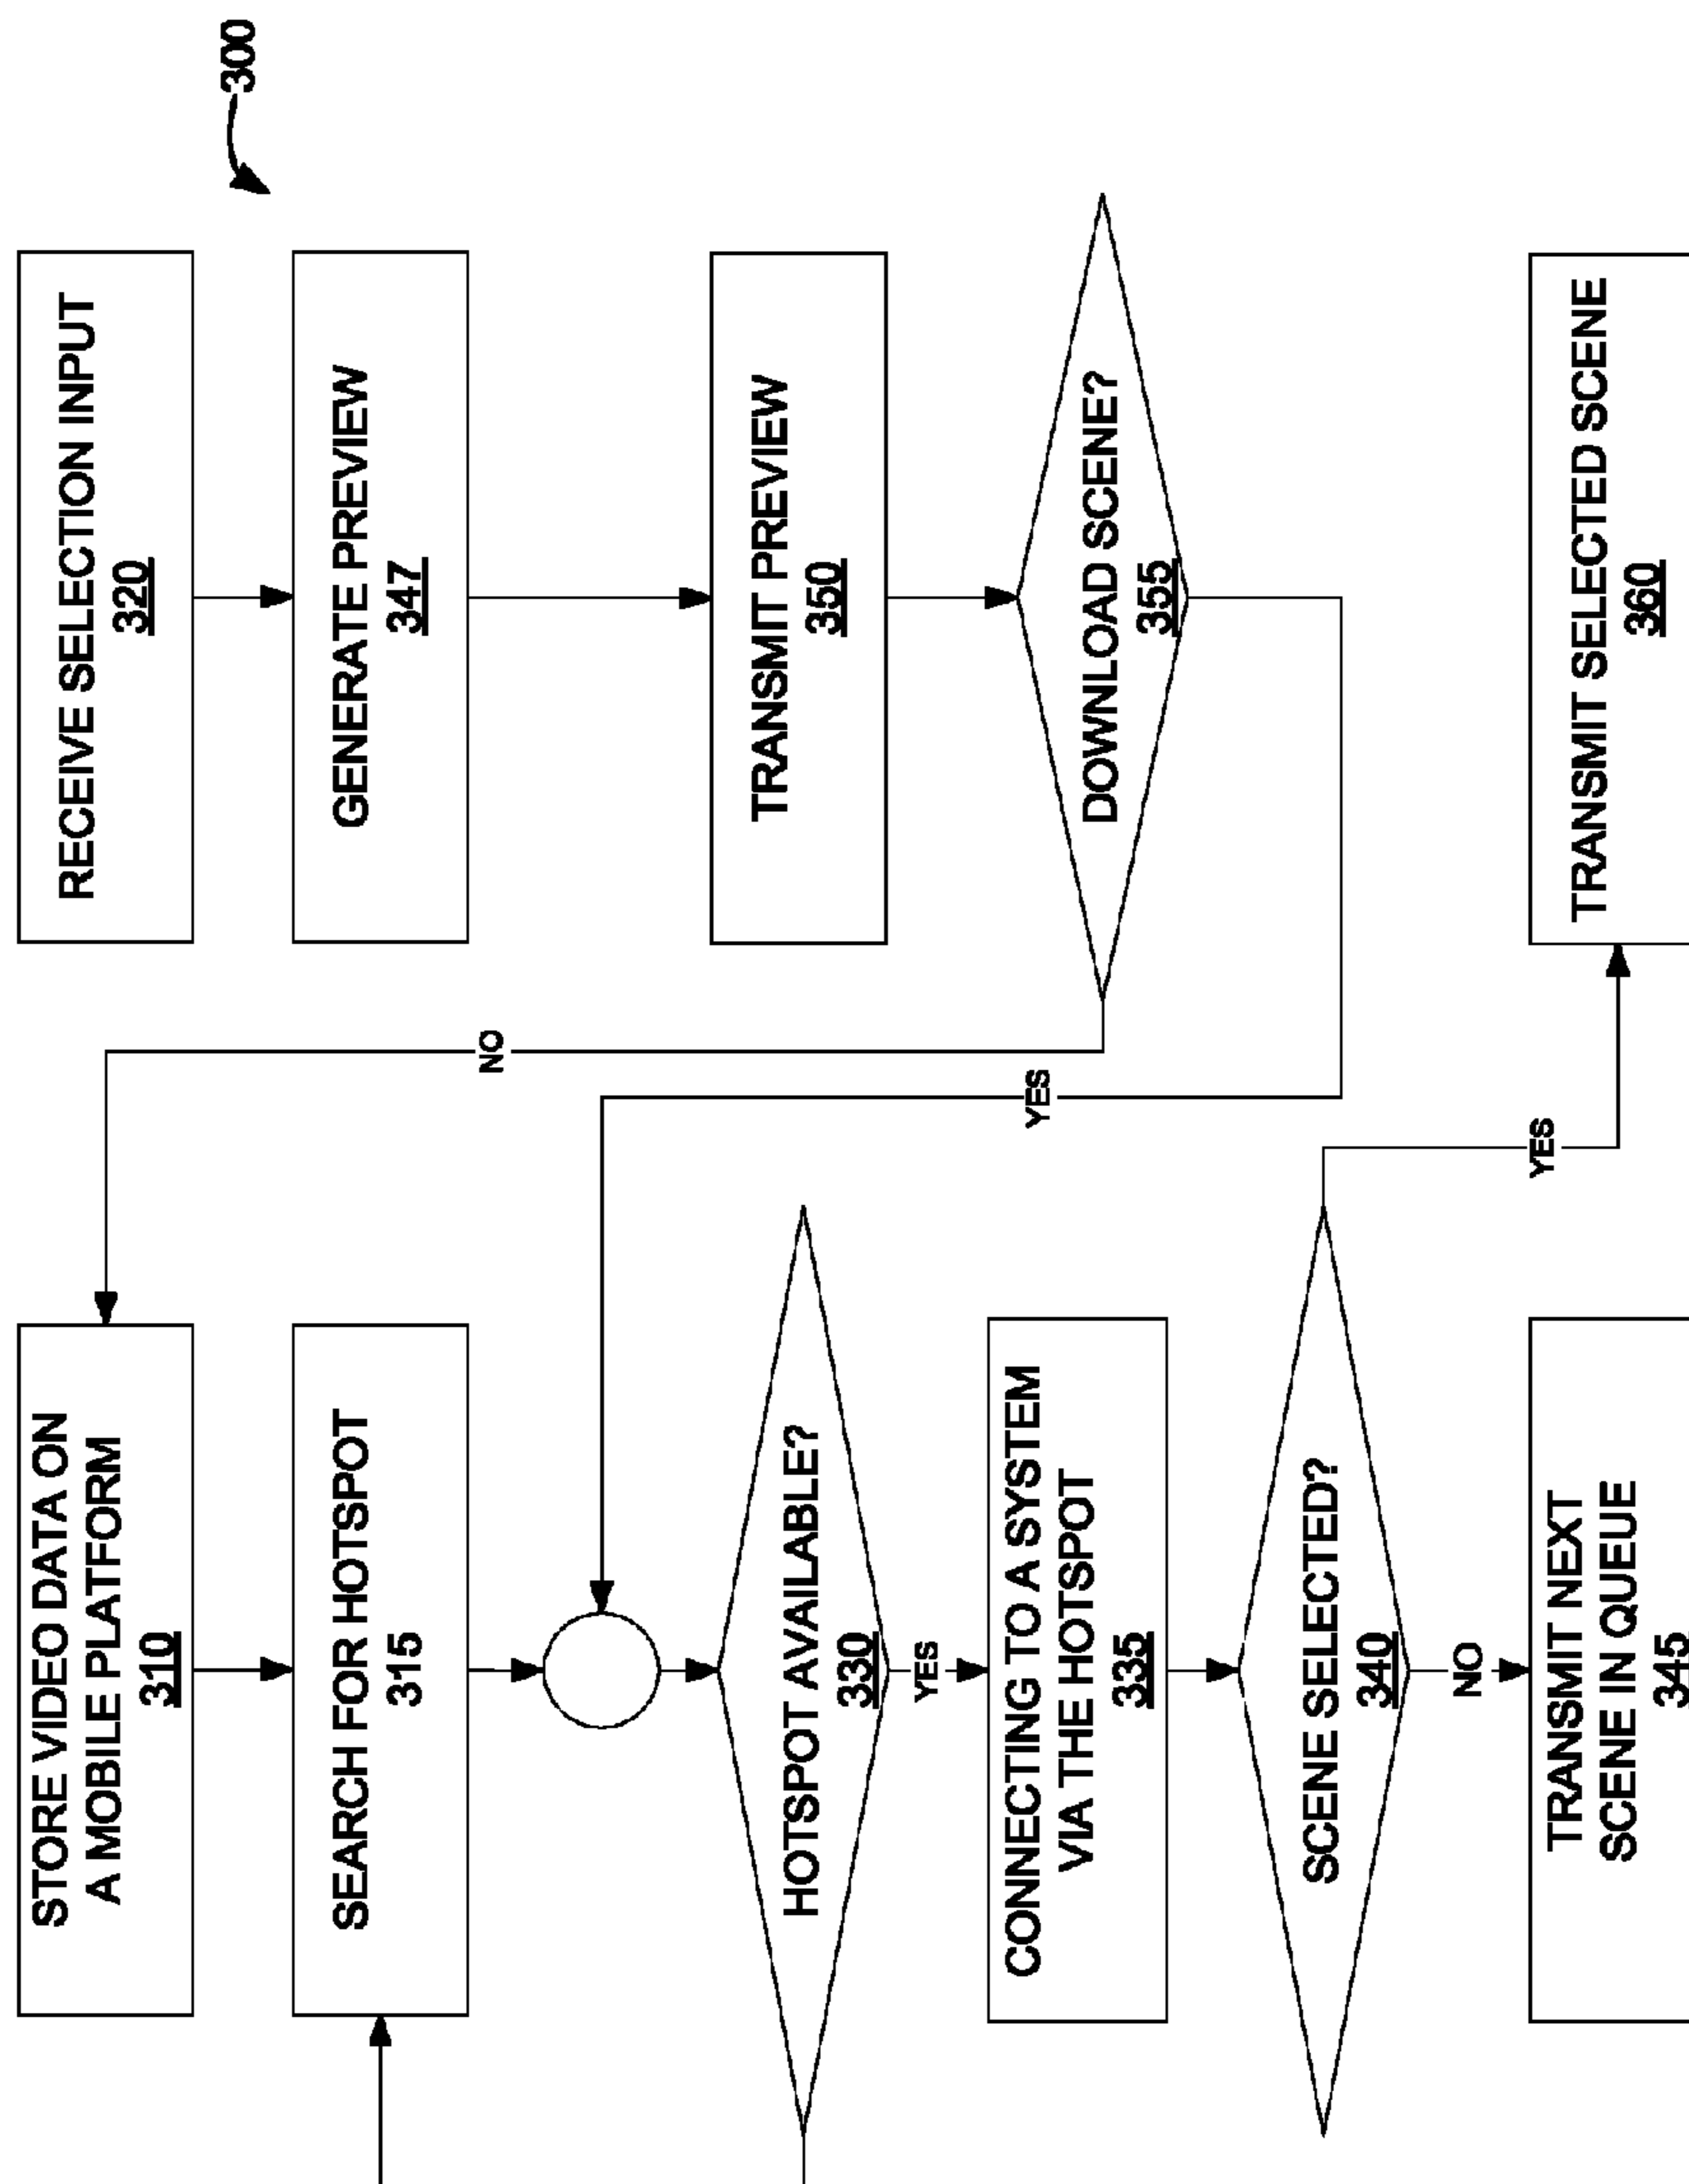 300
STORE VIDEO DATA ON
A MOBILE PLATFORM
310
SEARCH FOR HOTSPOT
315
HOTSPOT AVAILABLE?
330
YES
CONNECTING TO A SYSTEM
VIA THE HOTSPOT
335
SCENE SELECTED?
340
NO
TRANSMIT NEXT
SCENE IN QUEUE
345
YES
NO
YES
RECEIVE SELECTION INPUT
320
GENERATE PREVIEW
347
TRANSMIT PREVIEW
350
DOWNLOAD SCENE?
355
TRANSMIT SELECTED SCENE
360